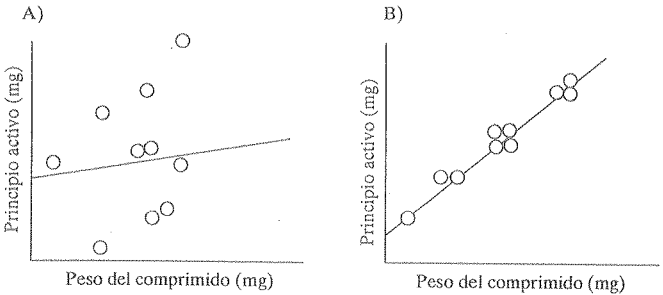 A)
Principio activo (mg)
Peso del comprimido (mg)
B)
Principio activo (mg)
Peso del comprimido (mg)